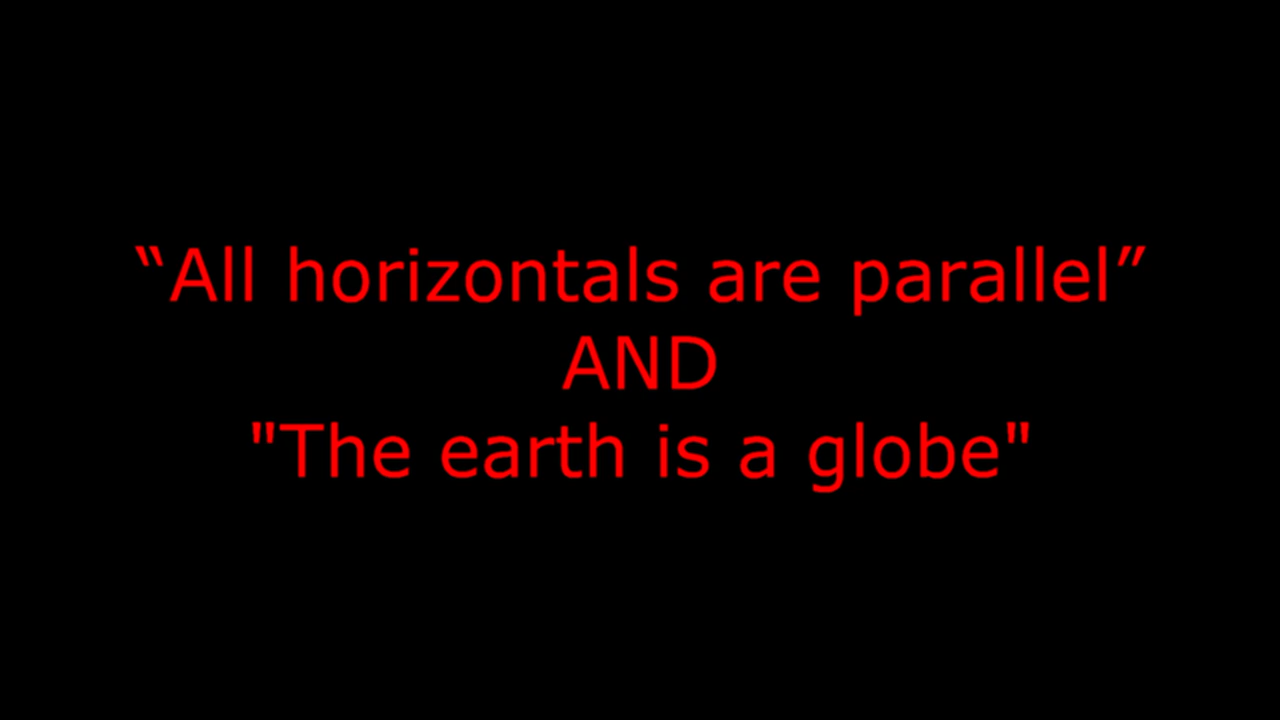 “All horizontals are parallel”
AND
"The earth is a globe"